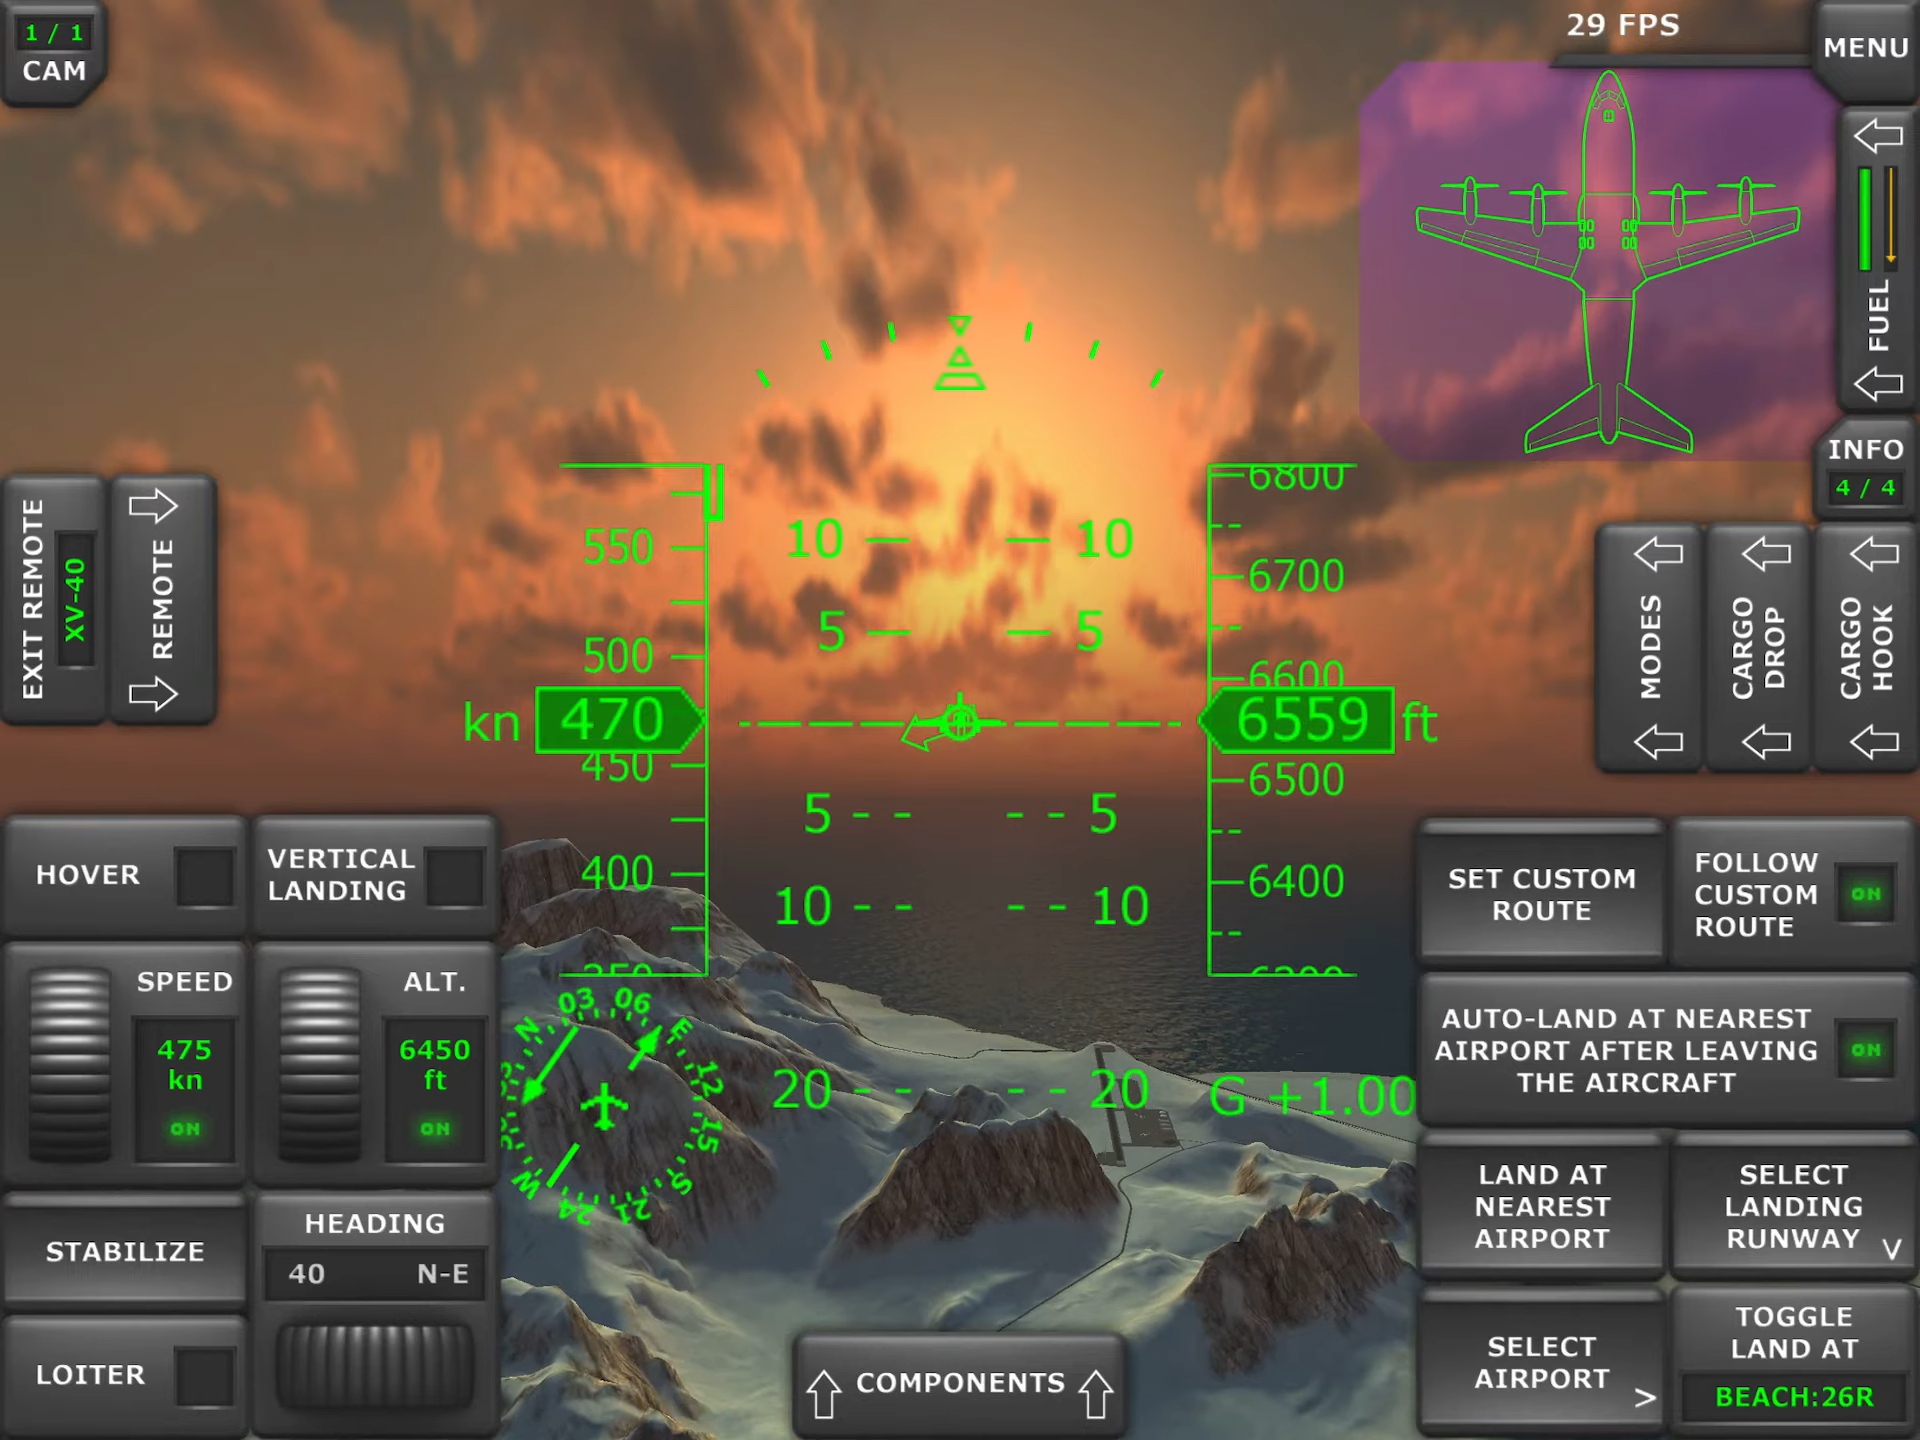 1 / 1
CAM
29 FPS
MENU
FUEL
INFO
4 / 4
EXIT REMOTE
XV-40
REMOTE
MODES
CARGO
DROP
CARGO
HOOK
550
500
450
400
350
kn
470
10
10
5
5
5
5
10
10
20
20
6800
6700
6600
6559
ft
6500
6400
G +1.00
HOVER
VERTICAL
LANDING
SPEED
475
kn
ON
ALT.
6450
ft
ON
N
03
06
E
12
15
S
21
24
W
STABILIZE
HEADING
40 N-E
LOITER
COMPONENTS
SET CUSTOM
ROUTE
FOLLOW
CUSTOM
ROUTE
ON
AUTO-LAND AT NEAREST
AIRPORT AFTER LEAVING
THE AIRCRAFT
ON
LAND AT
NEAREST
AIRPORT
SELECT
LANDING
RUNWAY
SELECT
AIRPORT >
TOGGLE
LAND AT
BEACH:26R